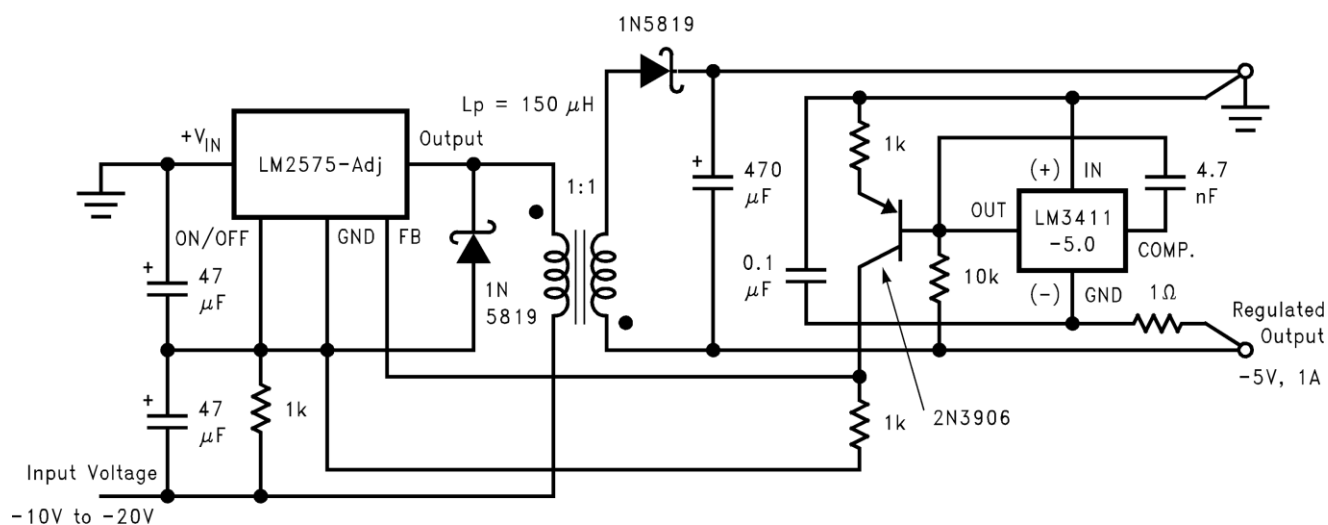 1N5819
Lp = 150 μH
+VIN
LM2575-Adj
Output
1:1
ON/OFF
GND
FB
+
47
μF
1N
5819
+
470
μF
1k
0.1
μF
(+)
IN
OUT
LM3411
-5.0
4.7
nF
COMP.
10k
(-)
GND
1Ω
Regulated
Output
-5V, 1A
+
47
μF
1k
1k
2N3906
Input Voltage
-10V to -20V